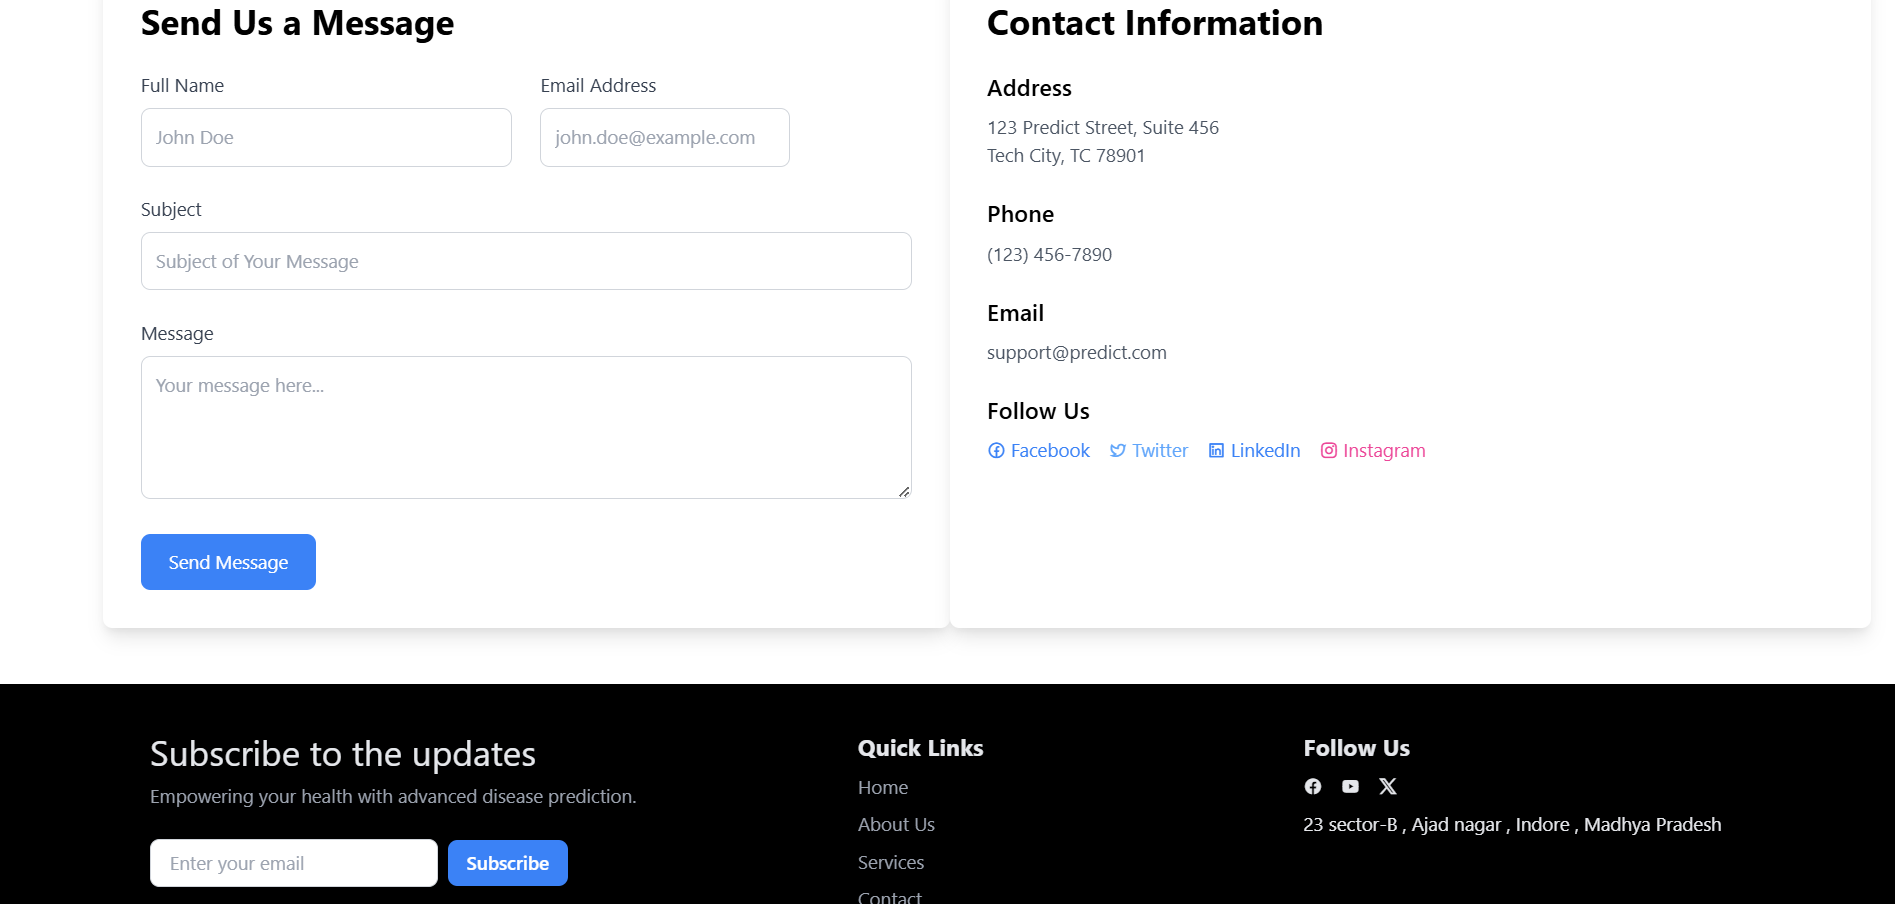 Send Us a Message
Full Name
John Doe
Email Address
john.doe@example.com
Subject
Subject of Your Message
Message
Your message here...
Send Message
Contact Information
Address
123 Predict Street, Suite 456
Tech City, TC 78901
Phone
(123) 456-7890
Email
support@predict.com
Follow Us
Facebook Twitter LinkedIn Instagram
Subscribe to the updates
Empowering your health with advanced disease prediction.
Enter your email
Subscribe
Quick Links
Home
About Us
Services
Contact
Follow Us
23 sector-B , Ajad nagar , Indore , Madhya Pradesh